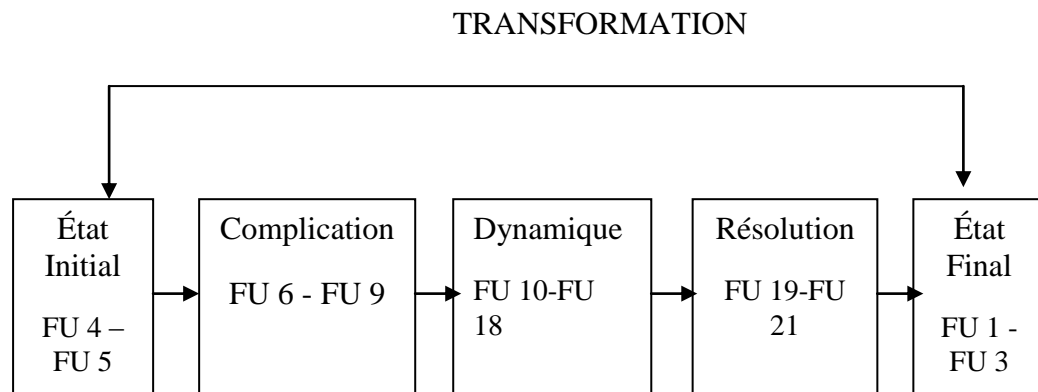 TRANSFORMATION
État
Initial
FU 4 –
FU 5
Complication
FU 6 - FU 9
Dynamique
FU 10-FU
18
Résolution
FU 19-FU
21
État
Final
FU 1 -
FU 3